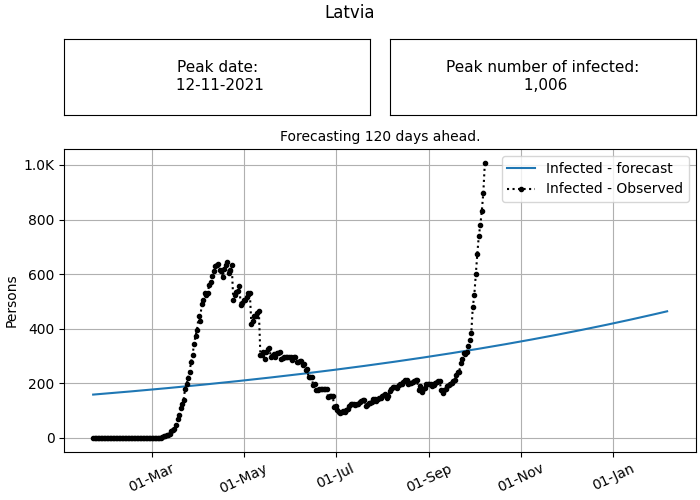 Latvia
Peak date:
12-11-2021
Peak number of infected:
1,006
Forecasting 120 days ahead.
Infected - forecast
Infected - Observed
Persons
1.0K
800
600
400
200
0
01-Mar
01-May
01-Jul
01-Sep
01-Nov
01-Jan